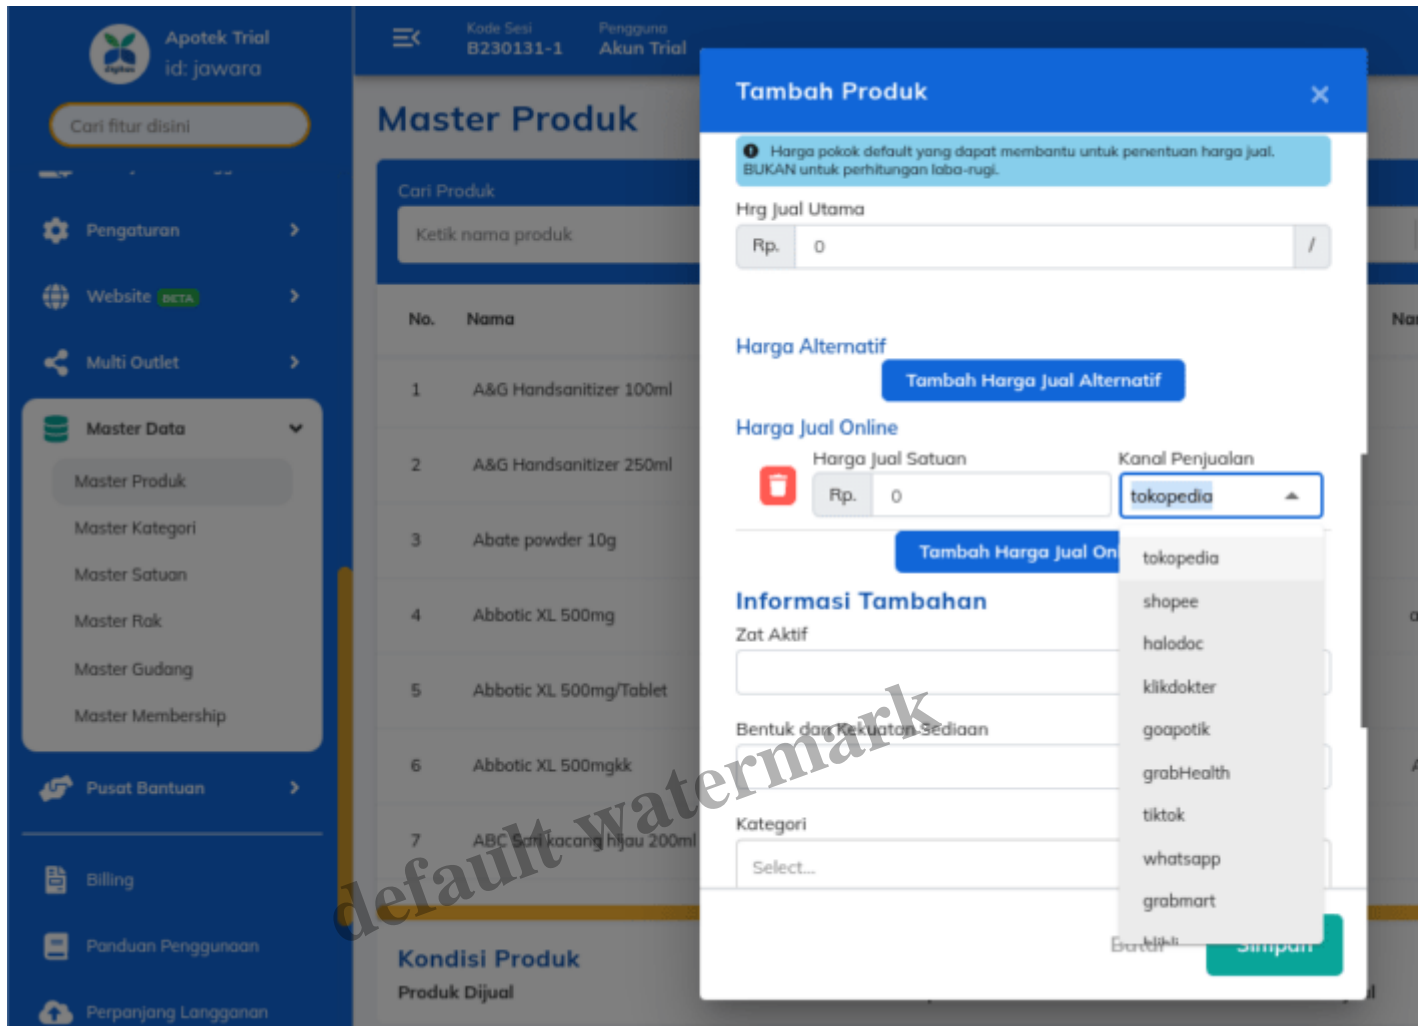 Apotek Trial
id: jawara
Cari fitur disini
Pengaturan
Website BETA
Multi Outlet
Master Data
Master Produk
Master Kategori
Master Satuan
Master Rak
Master Gudang
Master Membership
Pusat Bantuan
Billing
Panduan Penggunaan
Perpanjang Langganan
Kode Sesi
B230131-1
Pengguna
Akun Trial
Master Produk
Cari Produk
Ketik nama produk
No. Nama
1 A&G Handsanitizer 100ml
2 A&G Handsanitizer 250ml
3 Abate powder 10g
4 Abbotic XL 500mg
5 Abbotic XL 500mg/Tablet
6 Abbotic XL 500mgkk
7 ABC Sari kacang hijau 200ml
Kondisi Produk
Produk Dijual
Tambah Produk
Harga pokok default yang dapat membantu untuk penentuan harga jual.
BUKAN untuk perhitungan laba-rugi.
Hrg Jual Utama
Rp. 0 /
Harga Alternatif
Tambah Harga Jual Alternatif
Harga Jual Online
Harga Jual Satuan
Rp. 0
Kanal Penjualan
tokopedia
Tambah Harga Jual Onl
tokopedia
shopee
halodoc
klikdokter
goapotik
grabHealth
tiktok
whatsapp
grabmart
Informasi Tambahan
Zat Aktif
Bentuk dan Kekuatan Sediaan
Kategori
Select...
Batal
Simpan
default watermark